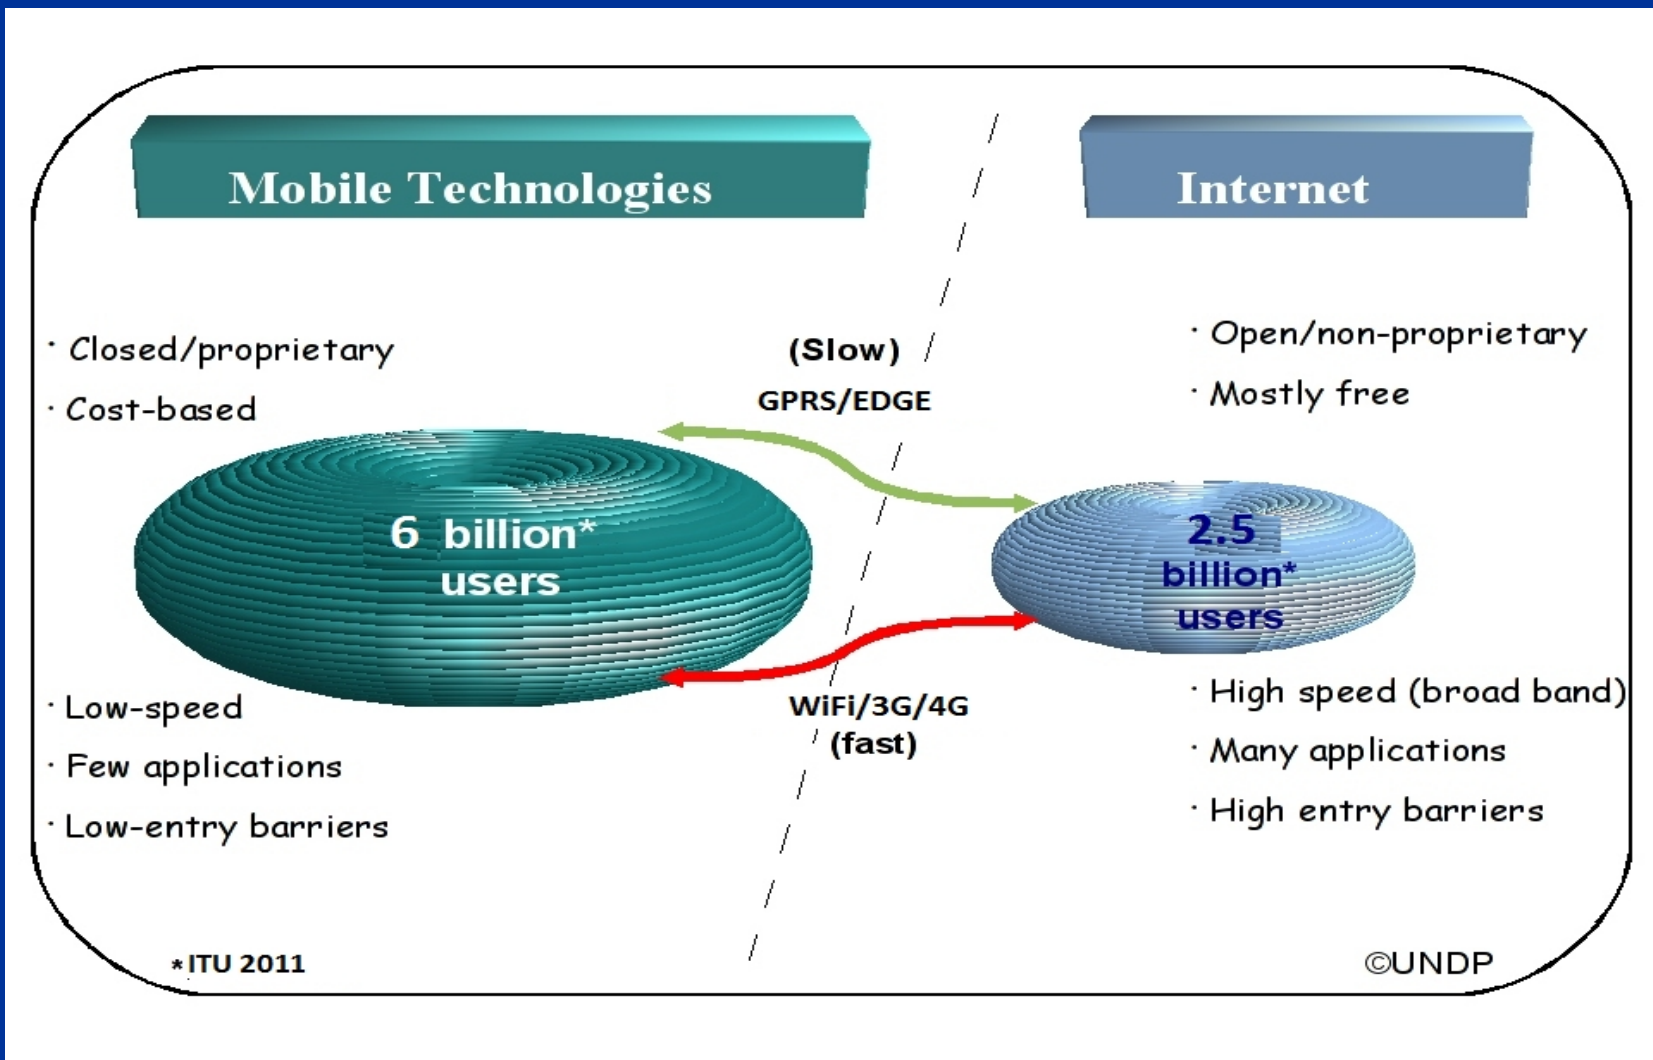 Mobile Technologies
Internet
· Closed/proprietary
· Cost-based
(Slow)
GPRS/EDGE
· Open/non-proprietary
· Mostly free
6 billion*
users
2.5
billion*
users
· Low-speed
· Few applications
· Low-entry barriers
WiFi/3G/4G
(fast)
· High speed (broad band)
· Many applications
· High entry barriers
*ITU 2011
©UNDP